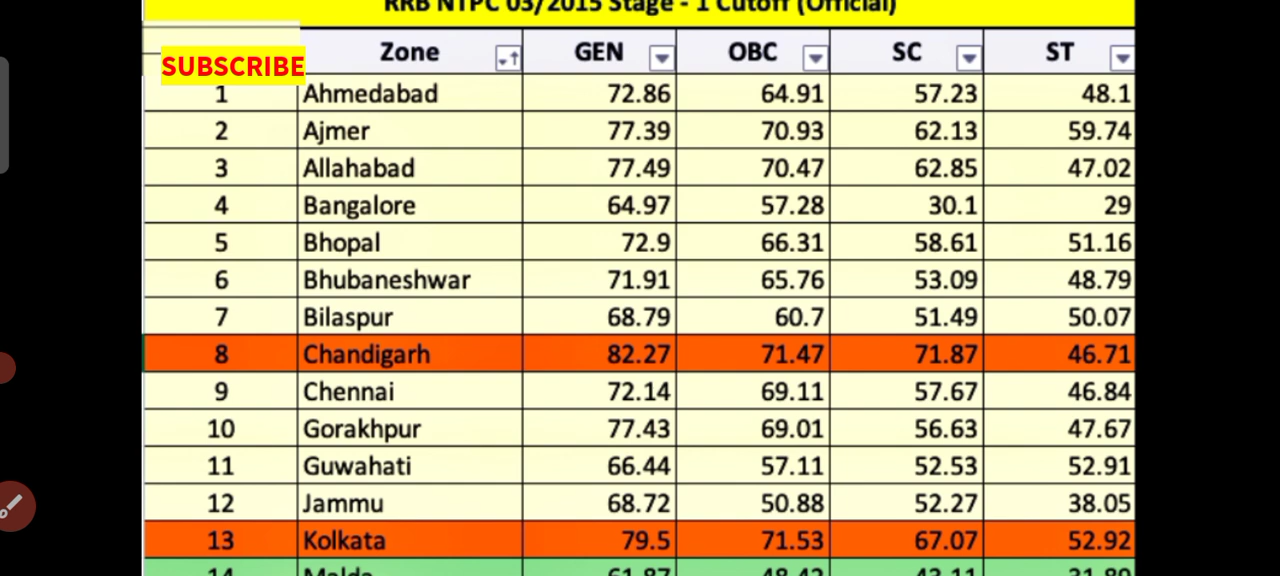 RRB NTPC 03/2015 Stage - 1 Cutoff (Official)
SUBSCRIBE
Zone GEN OBC SC ST
1 Ahmedabad 72.86 64.91 57.23 48.1
2 Ajmer 77.39 70.93 62.13 59.74
3 Allahabad 77.49 70.47 62.85 47.02
4 Bangalore 64.97 57.28 30.1 29
5 Bhopal 72.9 66.31 58.61 51.16
6 Bhubaneshwar 71.91 65.76 53.09 48.79
7 Bilaspur 68.79 60.7 51.49 50.07
8 Chandigarh 82.27 71.47 71.87 46.71
9 Chennai 72.14 69.11 57.67 46.84
10 Gorakhpur 77.43 69.01 56.63 47.67
11 Guwahati 66.44 57.11 52.53 52.91
12 Jammu 68.72 50.88 52.27 38.05
13 Kolkata 79.5 71.53 67.07 52.92
14 Malda 61.87 48.42 43.11 31.89